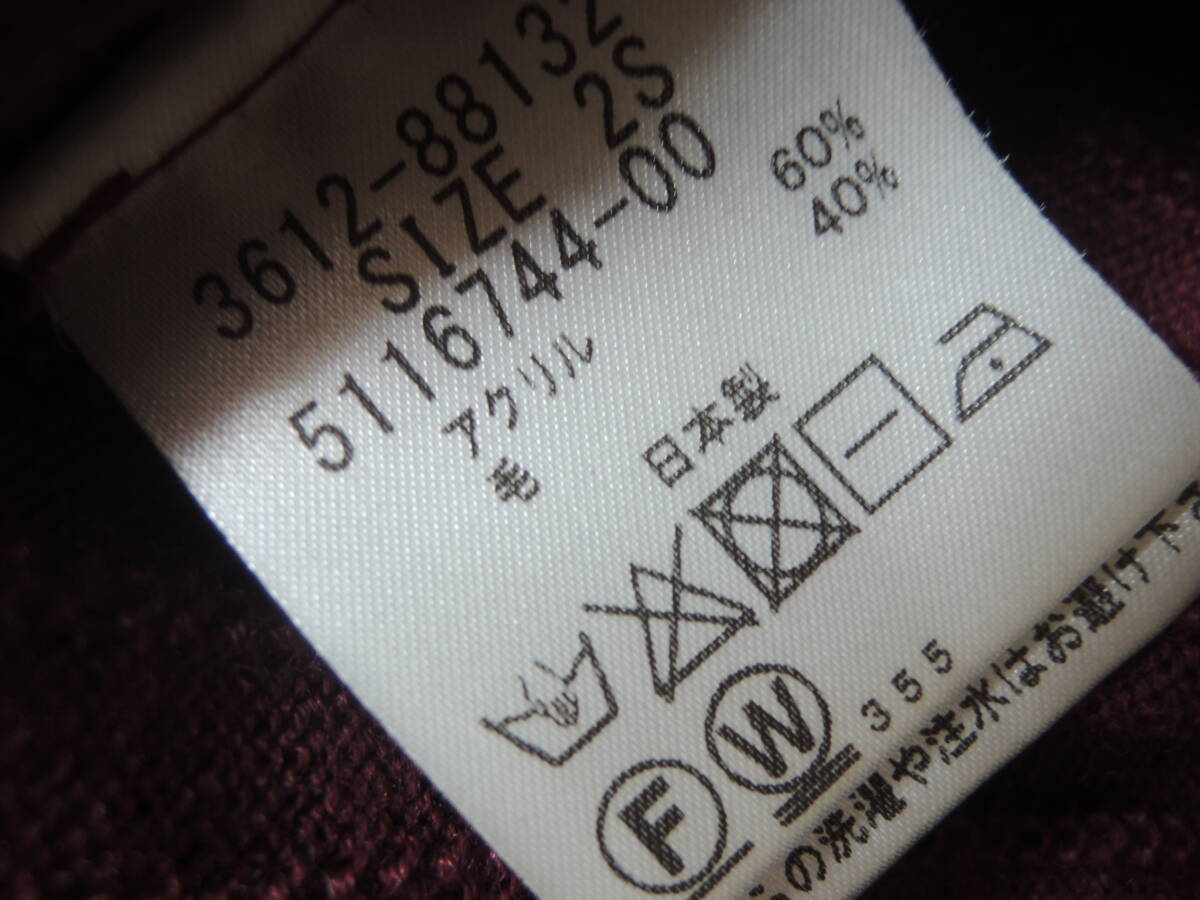 3612-88132
SIZE 2S
5116744-00
アクリル 60%
毛 40%
日本製
W
F
355
の洗濯や注水はお避け下さ